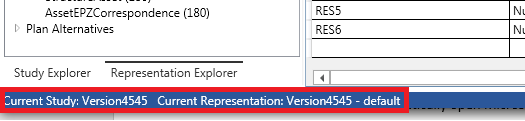 AssetEPZCorrespondence (180)
Plan Alternatives
RES5
RES6
Study Explorer
Representation Explorer
Current Study: Version4545 Current Representation: Version4545 - default